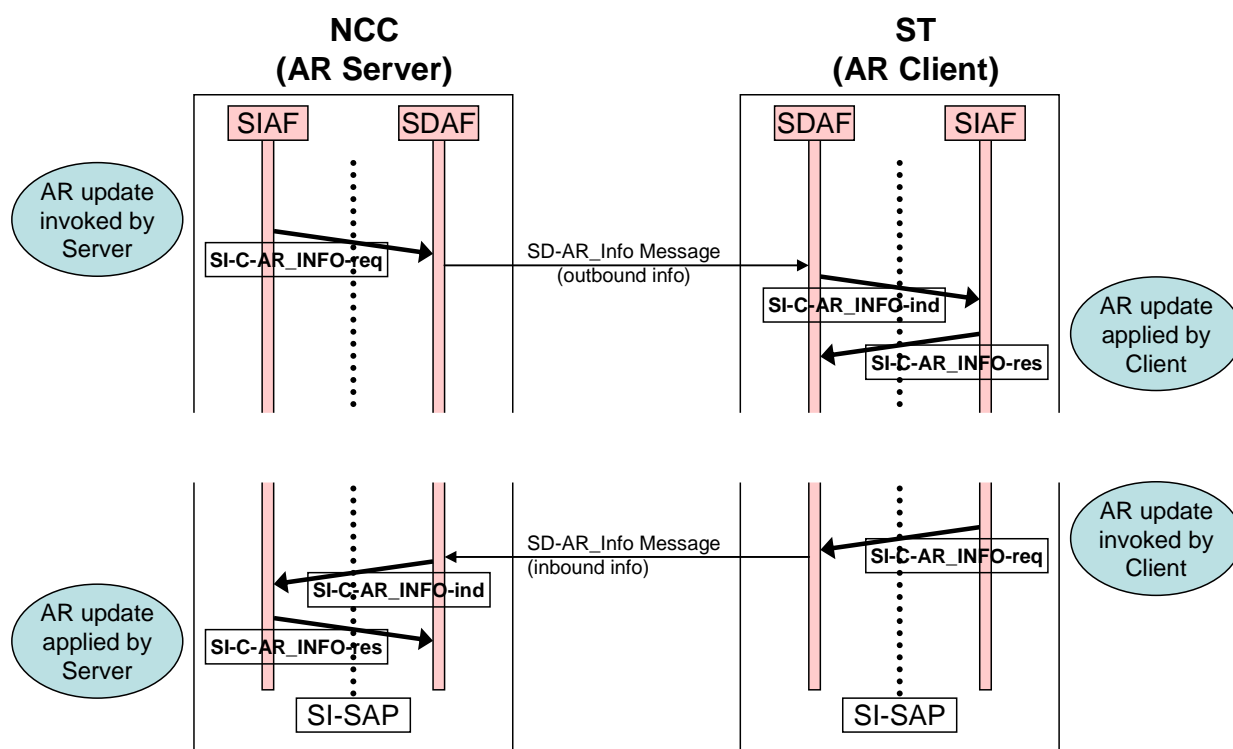 NCC
(AR Server)
ST
(AR Client)
SIAF
SDAF
SDAF
SIAF
AR update
invoked by
Server
SI-C-AR_INFO-req
SD-AR_Info Message
(outbound info)
SI-C-AR_INFO-ind
SI-C-AR_INFO-res
AR update
applied by
Client
AR update
invoked by
Client
SI-C-AR_INFO-req
SD-AR_Info Message
(inbound info)
SI-C-AR_INFO-ind
SI-C-AR_INFO-res
AR update
applied by
Server
SI-SAP
SI-SAP